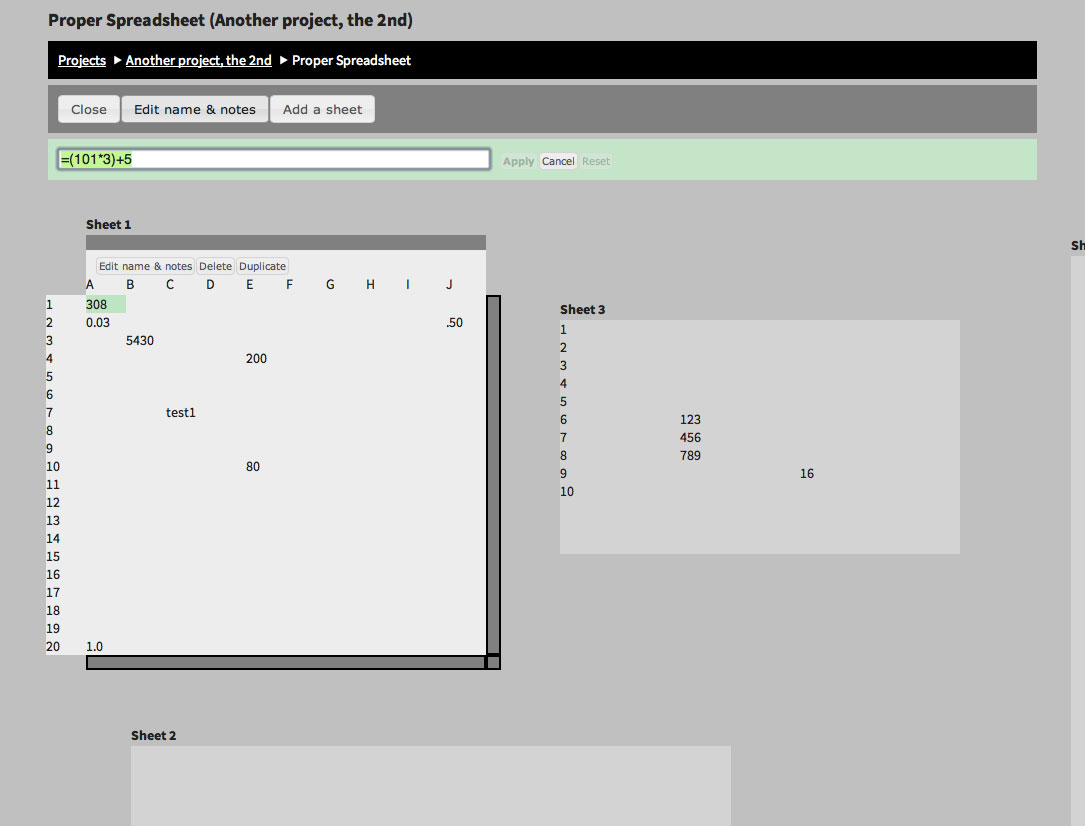 Proper Spreadsheet (Another project, the 2nd)
Projects ▶ Another project, the 2nd ▶ Proper Spreadsheet
Close Edit name & notes Add a sheet
=(101*3)+5 Apply Cancel Reset
Sheet 1
Edit name & notes Delete Duplicate
A B C D E F G H I J
1 308
2 0.03 .50
3 5430
4 200
5
6
7 test1
8
9
10 80
11
12
13
14
15
16
17
18
19
20 1.0
Sheet 3
1
2
3
4
5
6 123
7 456
8 789
9 16
10
Sh
Sheet 2